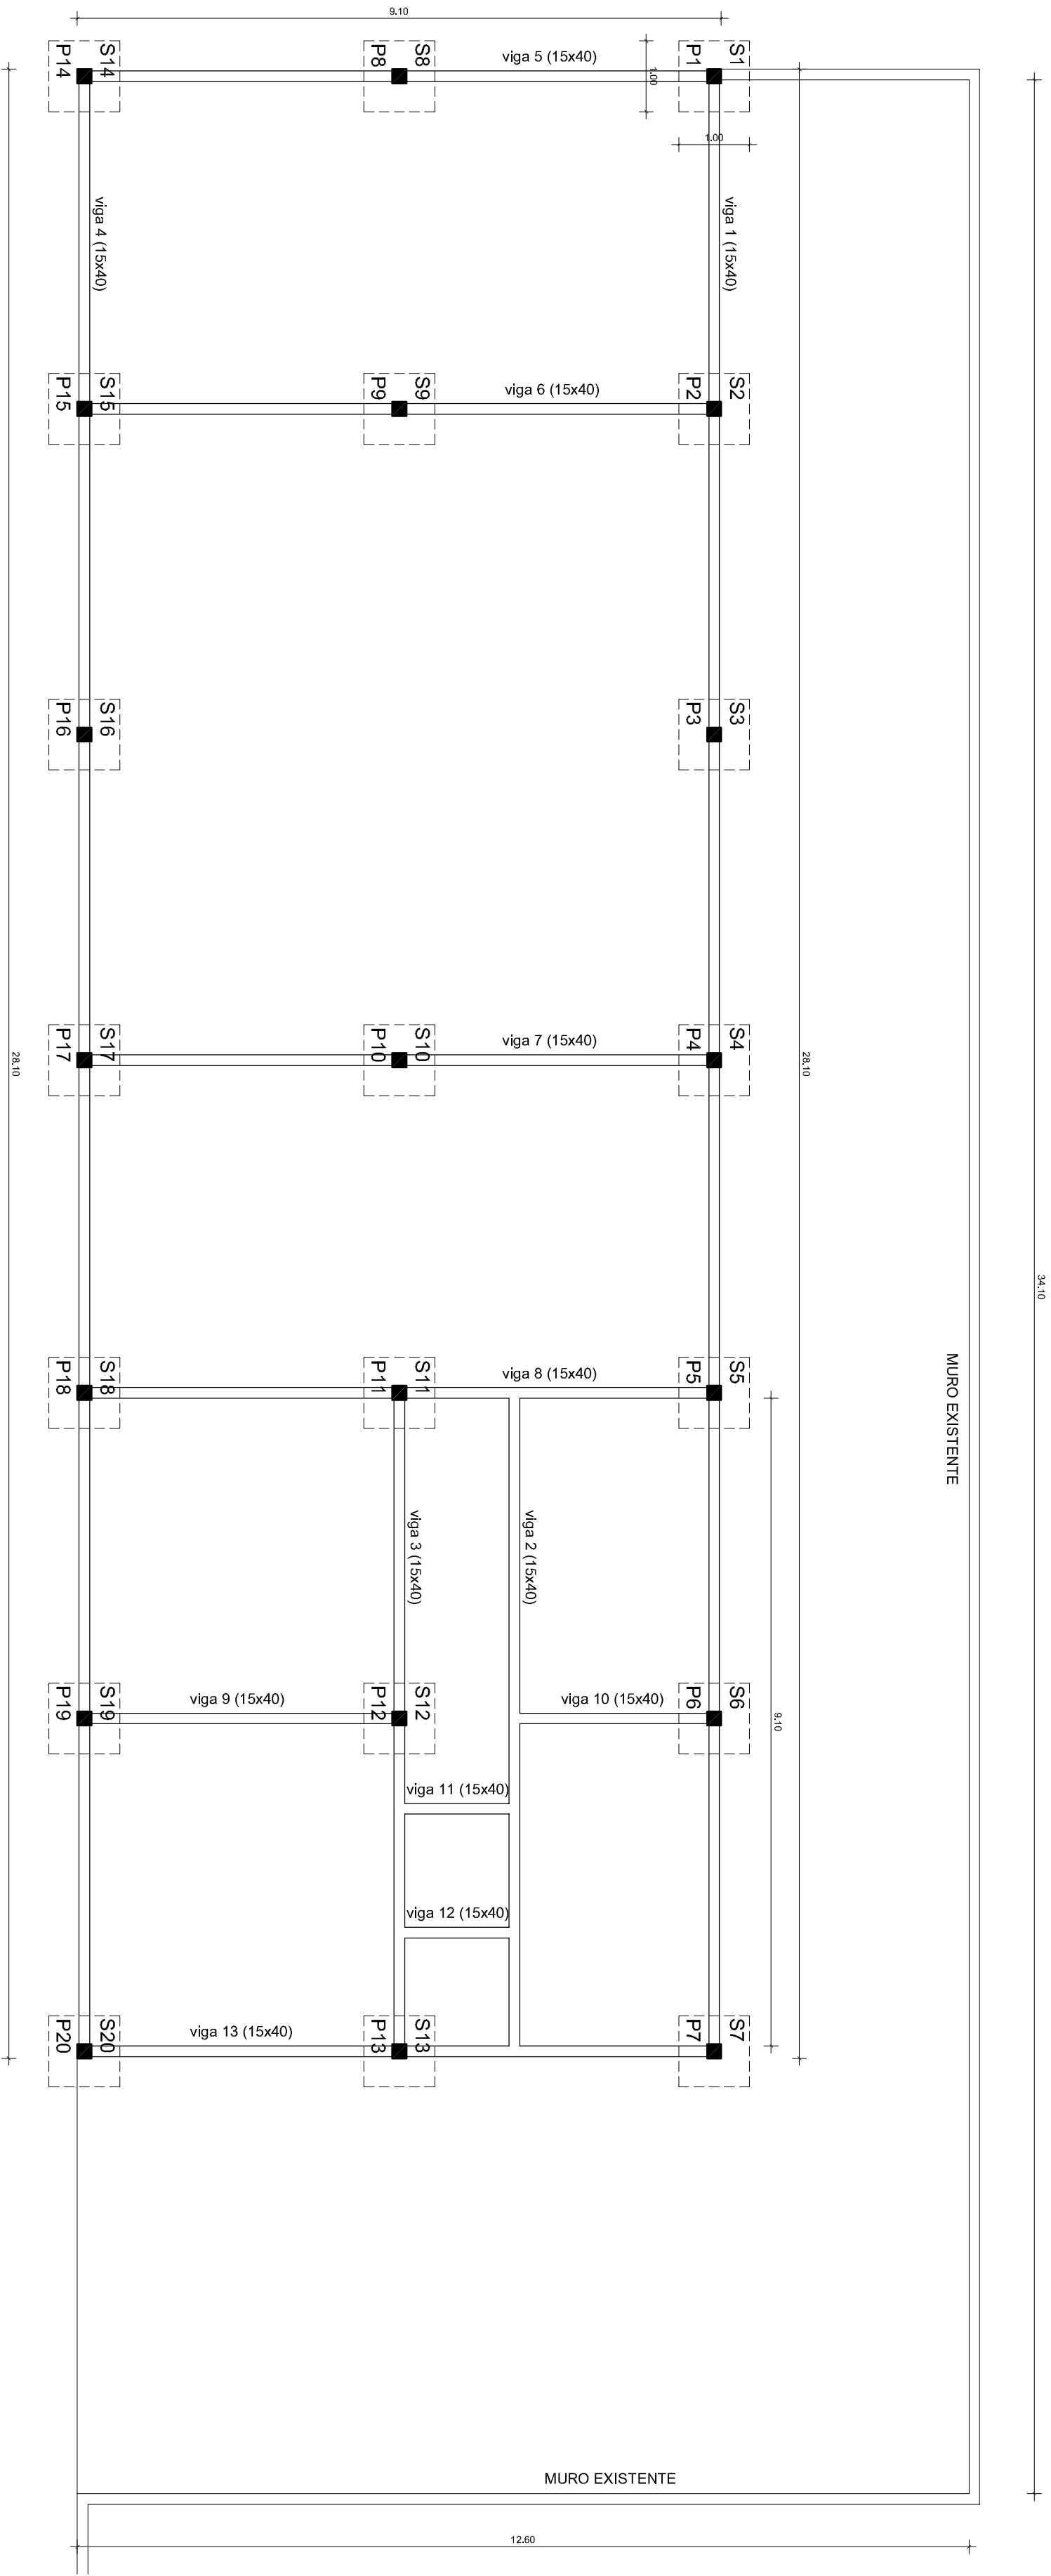 9.10
S14
P14
S8
P8
viga 5 (15x40)
1.00
S1
P1
1.00
viga 4 (15x40)
viga 1 (15x40)
S15
P15
S9
P9
viga 6 (15x40)
S2
P2
S16
P16
S3
P3
S17
P17
S10
P10
viga 7 (15x40)
S4
P4
28.10
28.10
34.10
MURO EXISTENTE
S18
P18
S11
P11
viga 8 (15x40)
S5
P5
viga 3 (15x40)
viga 2 (15x40)
S19
P19
viga 9 (15x40)
S12
P12
viga 10 (15x40)
S6
P6
9.10
viga 11 (15x40)
viga 12 (15x40)
S20
P20
viga 13 (15x40)
S13
P13
S7
P7
MURO EXISTENTE
12.60